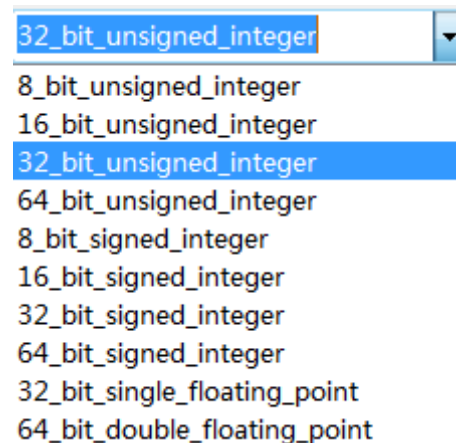 32_bit_unsigned_integer
8_bit_unsigned_integer
16_bit_unsigned_integer
32_bit_unsigned_integer
64_bit_unsigned_integer
8_bit_signed_integer
16_bit_signed_integer
32_bit_signed_integer
64_bit_signed_integer
32_bit_single_floating_point
64_bit_double_floating_point